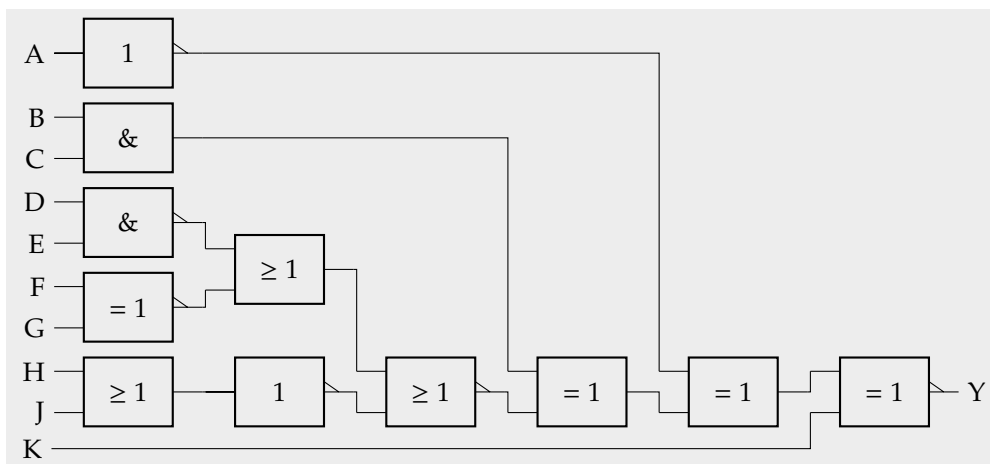 A 1
B
C &
D
E &
≥ 1
F
G = 1
H
J ≥ 1 1 ≥ 1 = 1 = 1 = 1 Y
K